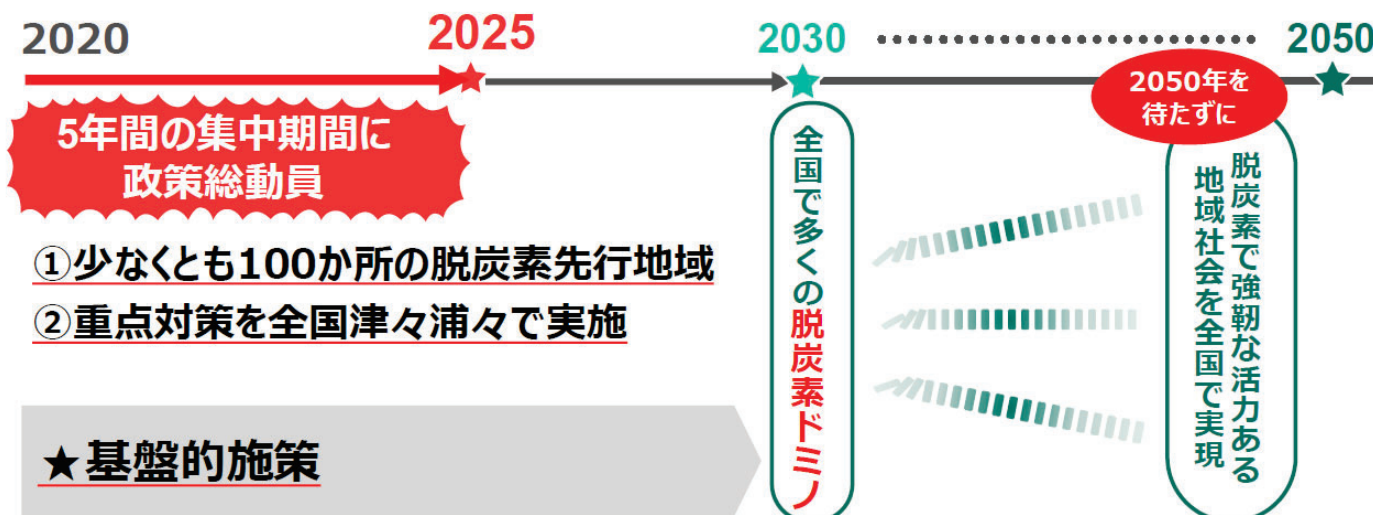 2020
2025
2030
2050
5年間の集中期間に
政策総動員
①少なくとも100か所の脱炭素先行地域
②重点対策を全国津々浦々で実施
★基盤的施策
全国で多くの脱炭素ドミノ
2050年を
待たずに
脱炭素で強靭な活力ある
地域社会を全国で実現